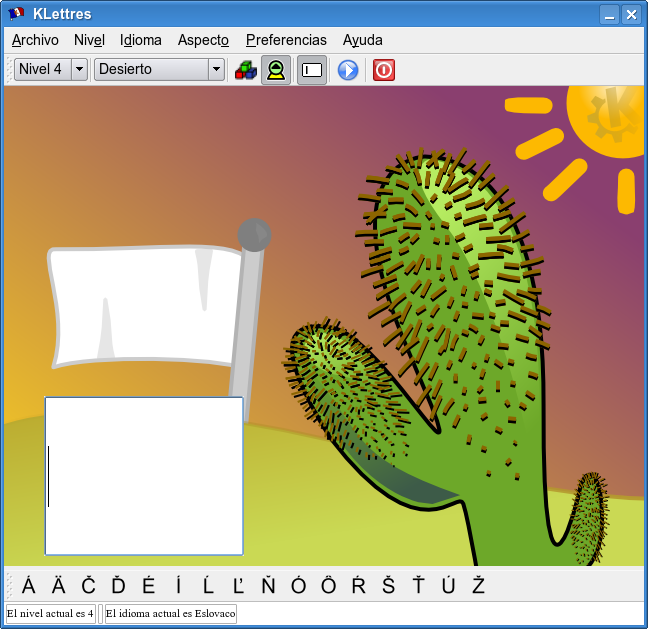 KLettres
Archivo Nivel Idioma Aspecto Preferencias Ayuda
Nivel 4 Desierto
Á Ä Č Ď É Í Ĺ Ľ Ň Ó Ô Ŕ Š Ť Ú Ž
El nivel actual es 4 El idioma actual es Eslovaco